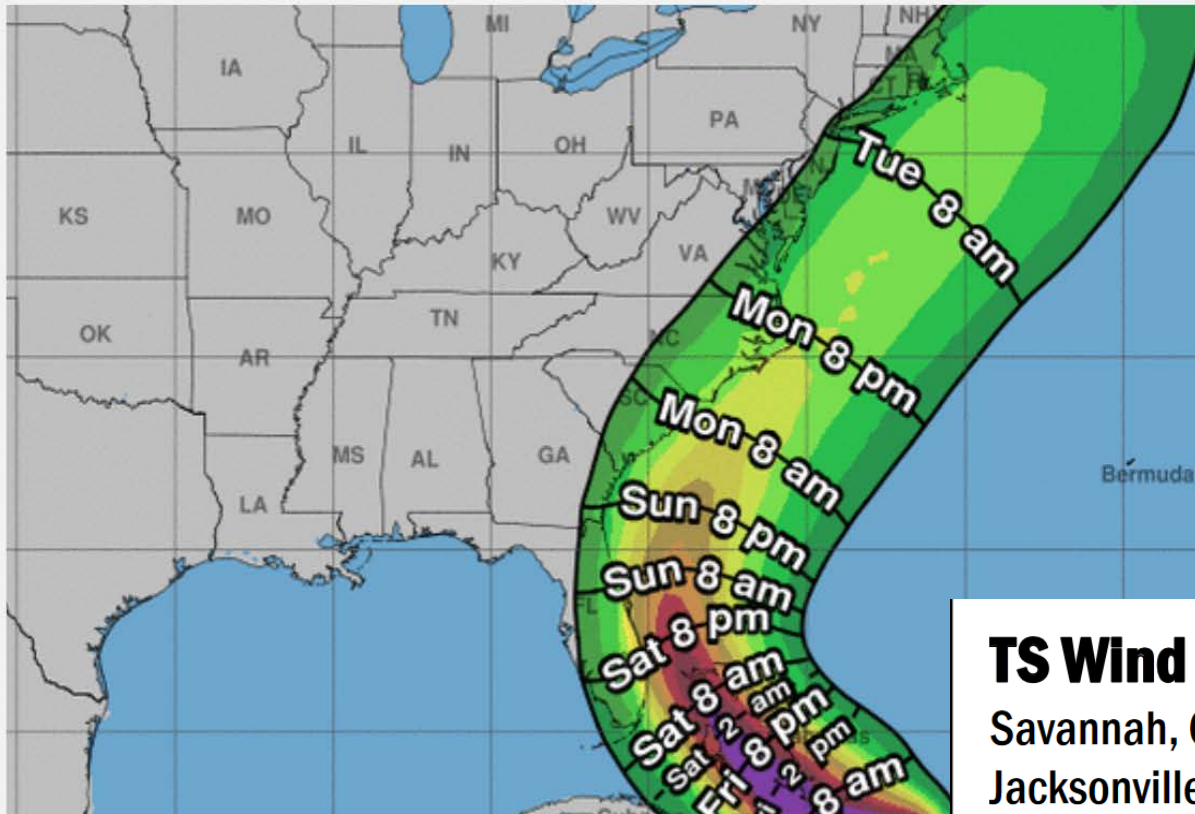 MI
NY
NH
IA
MA
CT
RI
PA
IL
IN
OH
Tue 8 am
KS
MO
WV
KY
VA
Mon 8 pm
OK
TN
AR
NC
SC
Mon 8 am
MS
AL
GA
Bermuda
LA
Sun 8 pm
Sun 8 am
FL
Sat 8 pm
Sat 8 am
2 am
Sat
Fri 8 pm
2 pm
8 am
TS Wind
Savannah,
Jacksonville